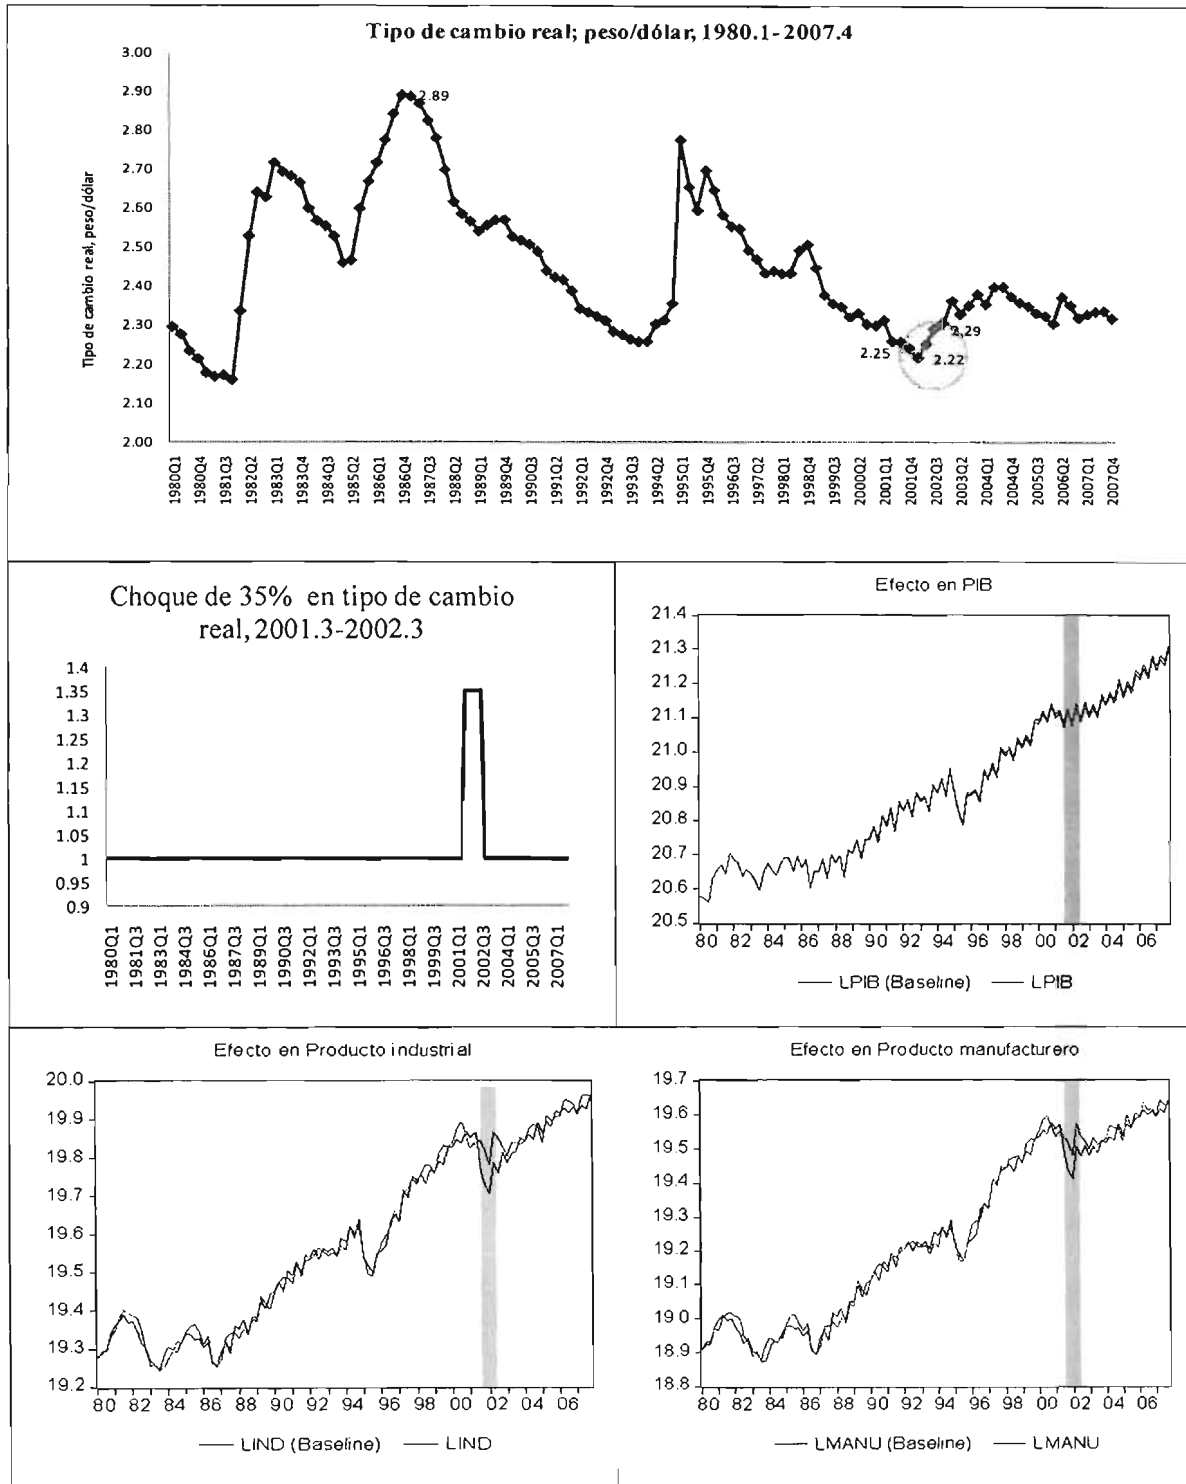 Tipo de cambio real; peso/dólar, 1980.1-2007.4
3.00
2.90
2.80
2.70
2.60
2.50
2.40
2.30
2.20
2.10
2.00
Tipo de cambio real, peso/dólar
2.89
2.25
2.22
2,29
1980Q1
1980Q4
1981Q3
1982Q2
1983Q1
1983Q4
1984Q3
1985Q2
1986Q1
1986Q4
1987Q3
1988Q2
1989Q1
1989Q4
1990Q3
1991Q2
1992Q1
1992Q4
1993Q3
1994Q2
1995Q1
1995Q4
1996Q3
1997Q2
1998Q1
1998Q4
1999Q3
2000Q2
2001Q1
2001Q4
2002Q3
2003Q2
2004Q1
2004Q4
2005Q3
2006Q2
2007Q1
2007Q4
Choque de 35% en tipo de cambio
real, 2001.3-2002.3
1.4
1.35
1.3
1.25
1.2
1.15
1.1
1.05
1
0.95
0.9
1980Q1
1981Q3
1983Q1
1984Q3
1986Q1
1987Q3
1989Q1
1990Q3
1992Q1
1993Q3
1995Q1
1996Q3
1998Q1
1999Q3
2001Q1
2002Q3
2004Q1
2005Q3
2007Q1
Efecto en PIB
21.4
21.3
21.2
21.1
21.0
20.9
20.8
20.7
20.6
20.5
80 82 84 86 88 90 92 94 96 98 00 02 04 06
LPIB (Baseline) LPIB
Efecto en Producto industrial
20.0
19.9
19.8
19.7
19.6
19.5
19.4
19.3
19.2
80 82 84 86 88 90 92 94 96 98 00 02 04 06
LIND (Baseline) LIND
Efecto en Producto manufacturero
19.7
19.6
19.5
19.4
19.3
19.2
19.1
19.0
18.9
18.8
80 82 84 86 88 90 92 94 96 98 00 02 04 06
LMANU (Baseline) LMANU